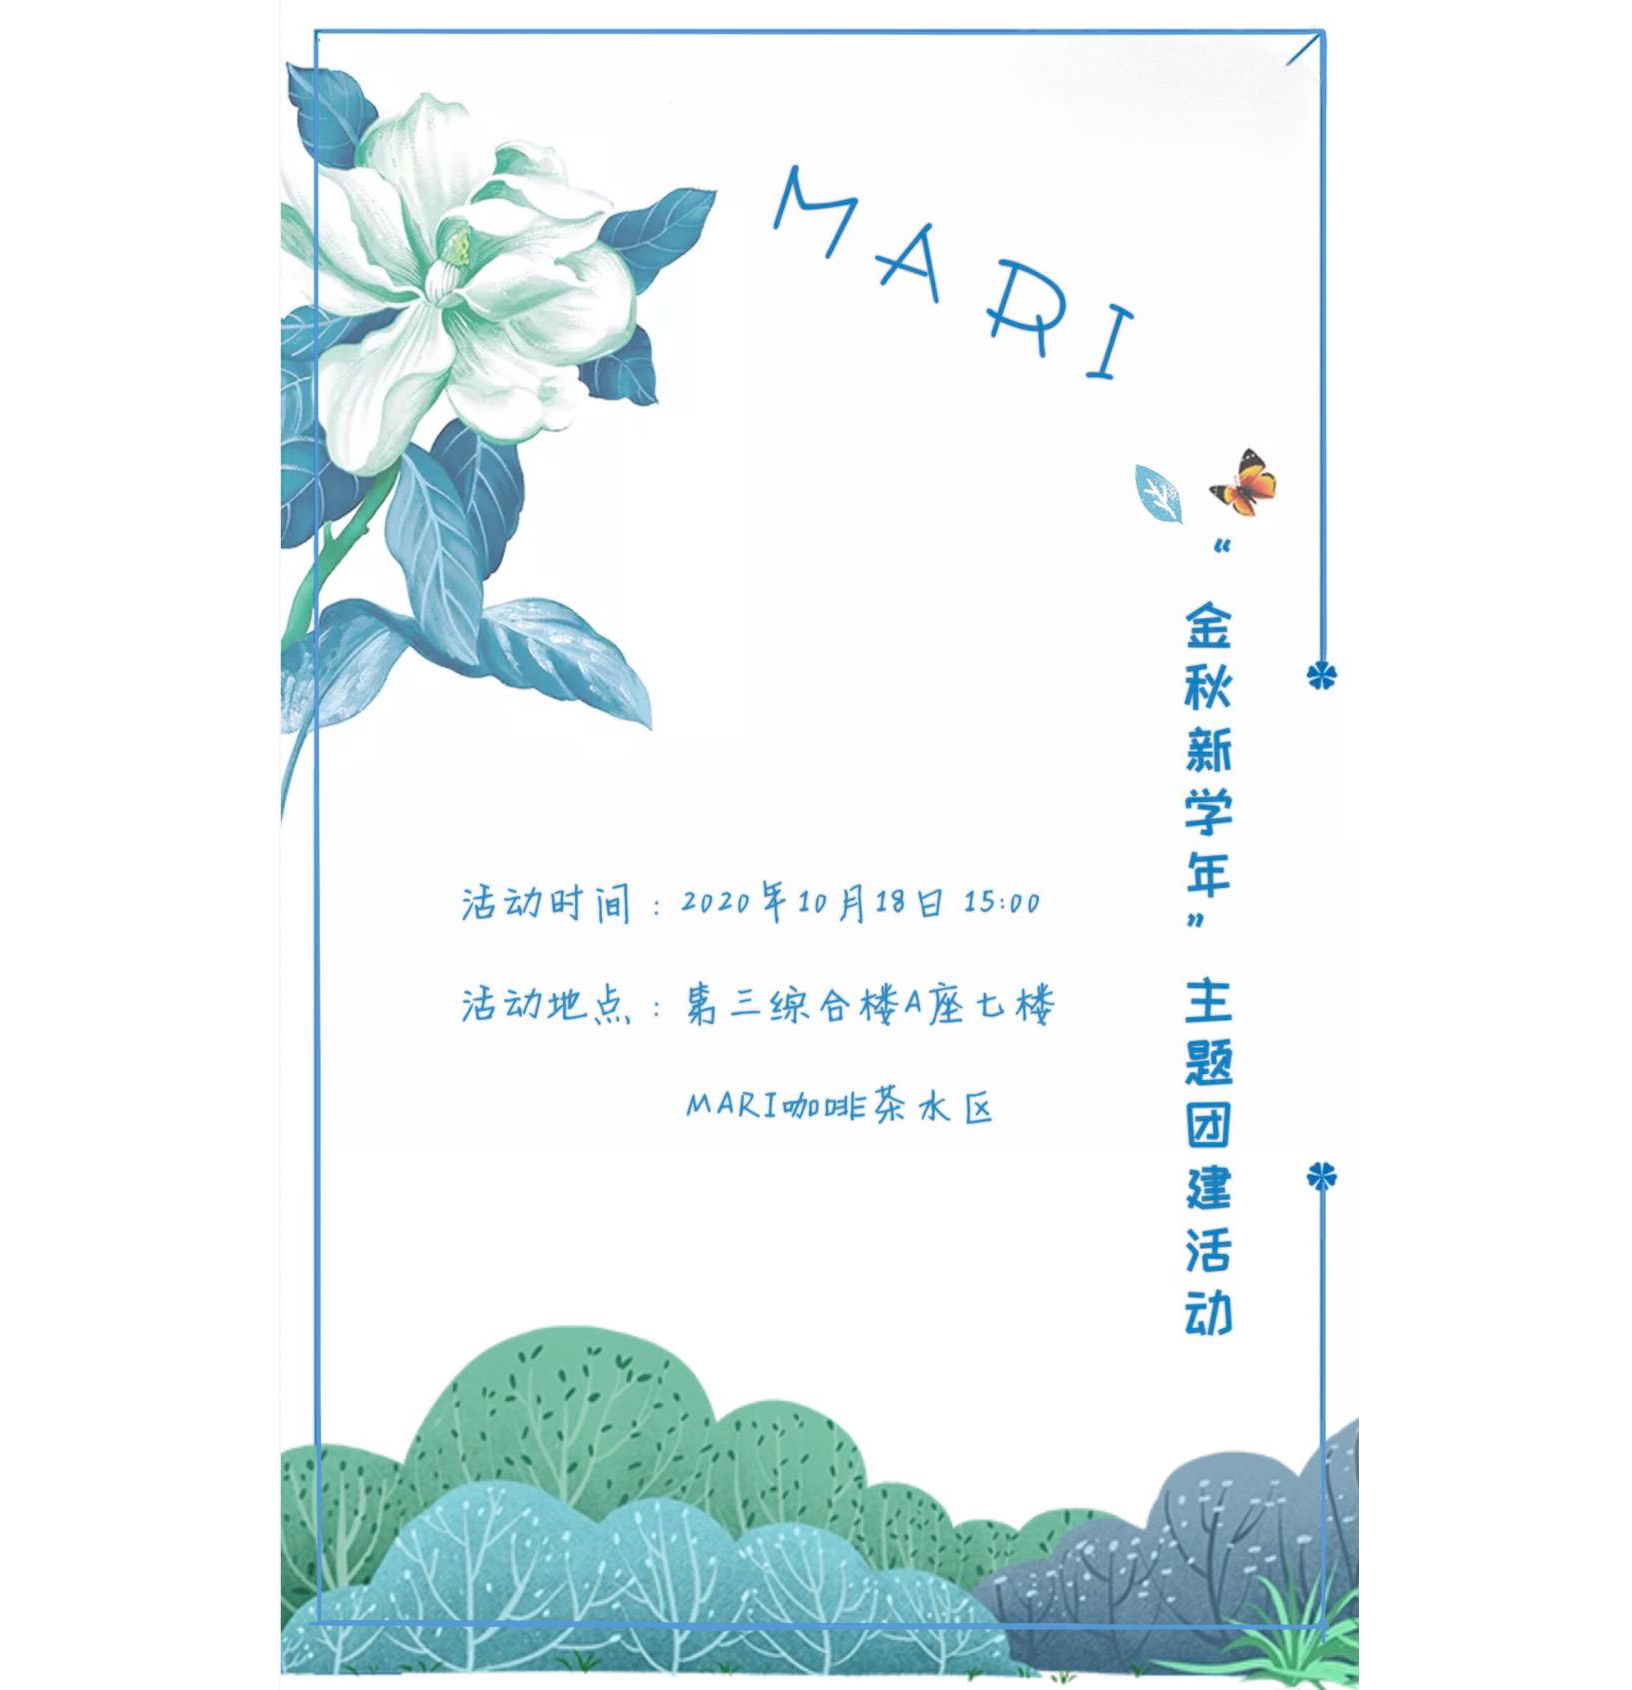 MARI
“金秋新学年”主题团建活动
活动时间：2020年10月18日 15:00
活动地点：第三综合楼A座七楼
MARI咖啡茶水区